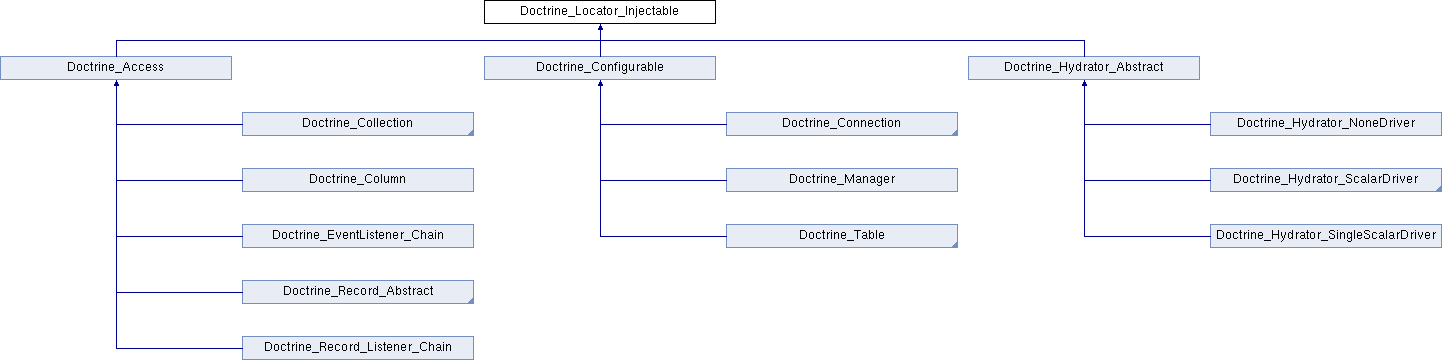 Doctrine_Locator_Injectable
Doctrine_Access
Doctrine_Configurable
Doctrine_Hydrator_Abstract
Doctrine_Collection
Doctrine_Connection
Doctrine_Hydrator_NoneDriver
Doctrine_Column
Doctrine_Manager
Doctrine_Hydrator_ScalarDriver
Doctrine_EventListener_Chain
Doctrine_Table
Doctrine_Hydrator_SingleScalarDriver
Doctrine_Record_Abstract
Doctrine_Record_Listener_Chain